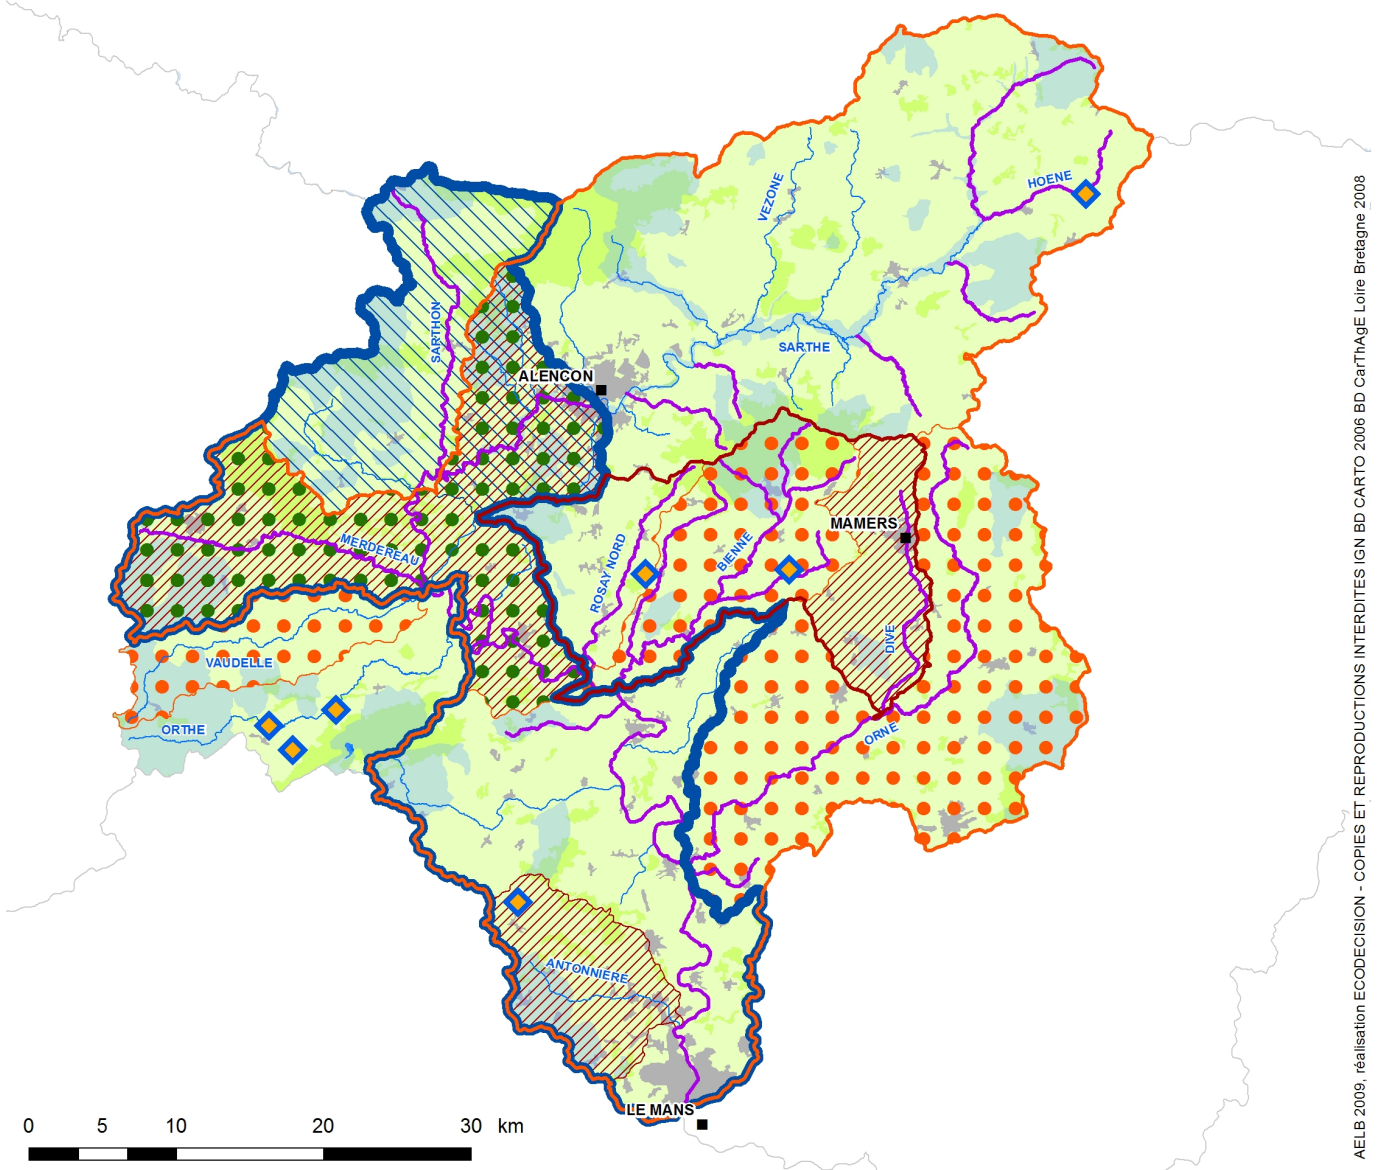 HOENE
VEZONE
SARTHON
SARTHE
ALENCON
MAMERS
MERDEREAU
ROSAY NORD
BIENNE
DIVE
VAUDELLE
ORTHE
ORNE
ANTONNIERE
LE MANS
0 5 10 20 30 km
AELB 2009, réalisation ECODECISION - COPIES ET REPRODUCTIONS INTERDITES IGN BD CARTO 2006 BD CarThAgE Loire Bretagne 2008